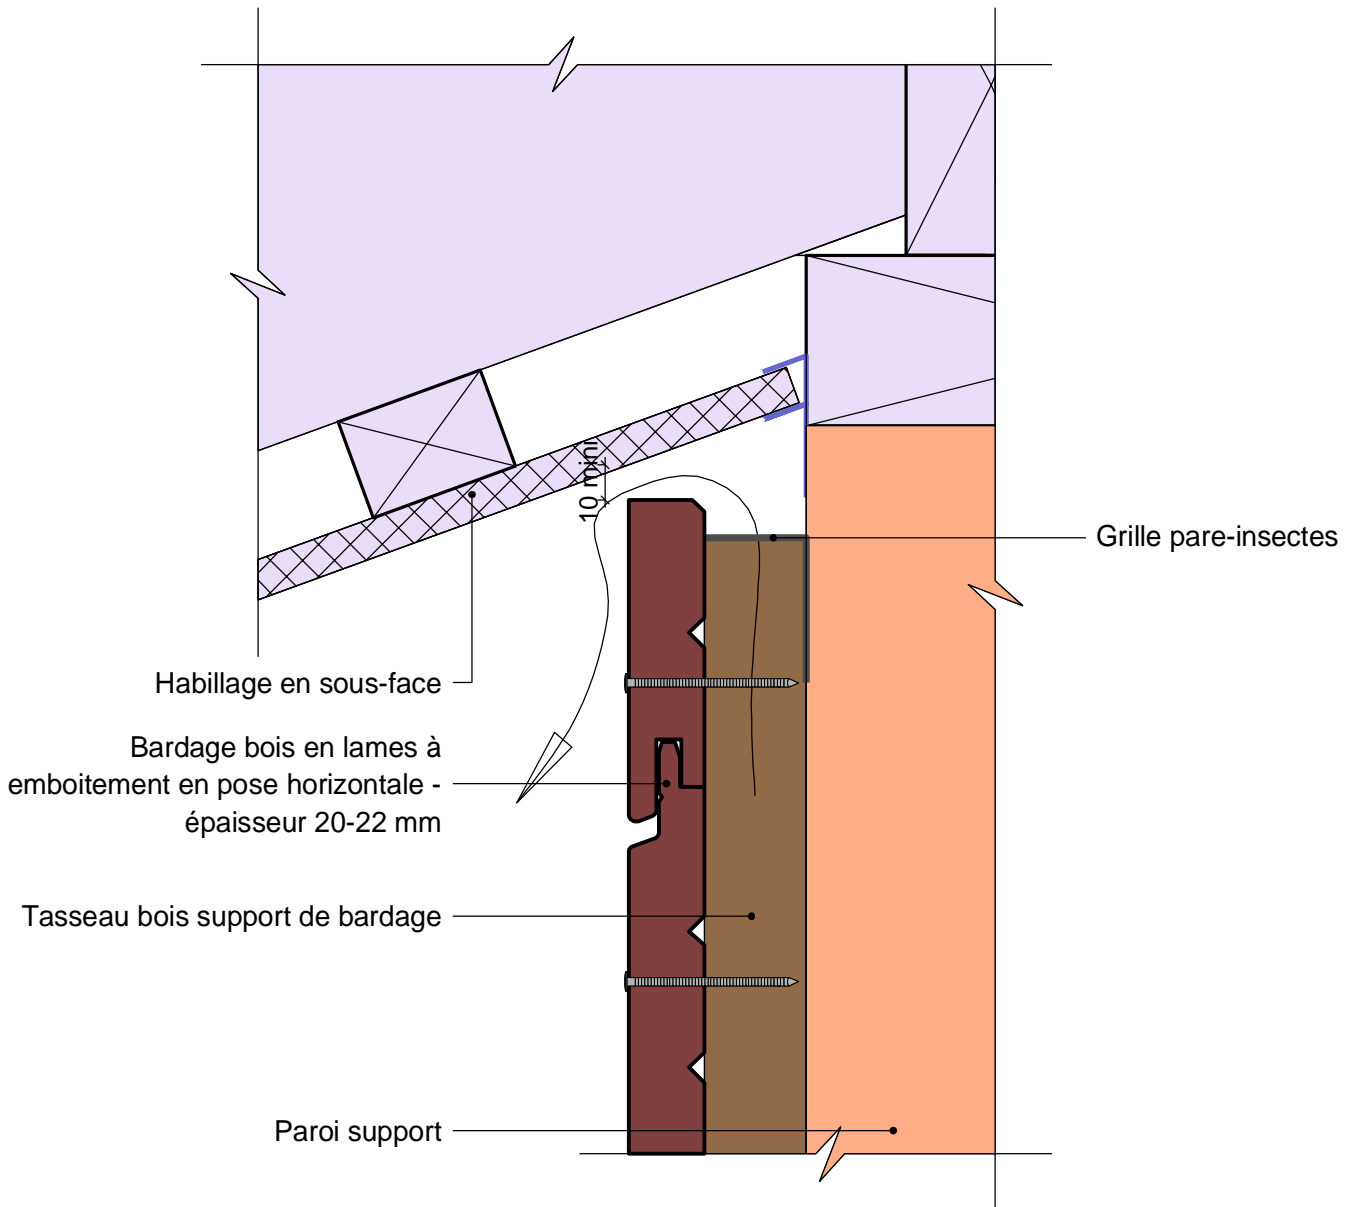 10 mini
Grille pare-insectes
Habillage en sous-face
Bardage bois en lames à
emboitement en pose horizontale -
épaisseur 20-22 mm
Tasseau bois support de bardage
Paroi support